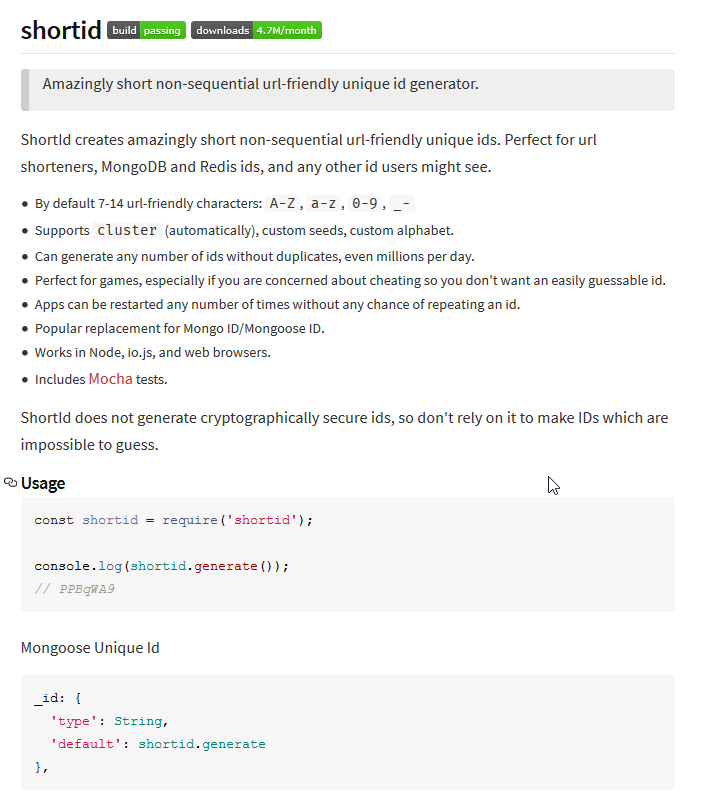 shortid build passing downloads 4.7M/month
Amazingly short non-sequential url-friendly unique id generator.
ShortId creates amazingly short non-sequential url-friendly unique ids. Perfect for url
shorteners, MongoDB and Redis ids, and any other id users might see.
• By default 7-14 url-friendly characters: A-Z, a-z, 0-9, _-
• Supports cluster (automatically), custom seeds, custom alphabet.
• Can generate any number of ids without duplicates, even millions per day.
• Perfect for games, especially if you are concerned about cheating so you don't want an easily guessable id.
• Apps can be restarted any number of times without any chance of repeating an id.
• Popular replacement for Mongo ID/Mongoose ID.
• Works in Node, io.js, and web browsers.
• Includes Mocha tests.
ShortId does not generate cryptographically secure ids, so don't rely on it to make IDs which are
impossible to guess.
Usage
const shortid = require('shortid');
console.log(shortid.generate());
// PPBqWA9
Mongoose Unique Id
_id: {
  'type': String,
  'default': shortid.generate
},